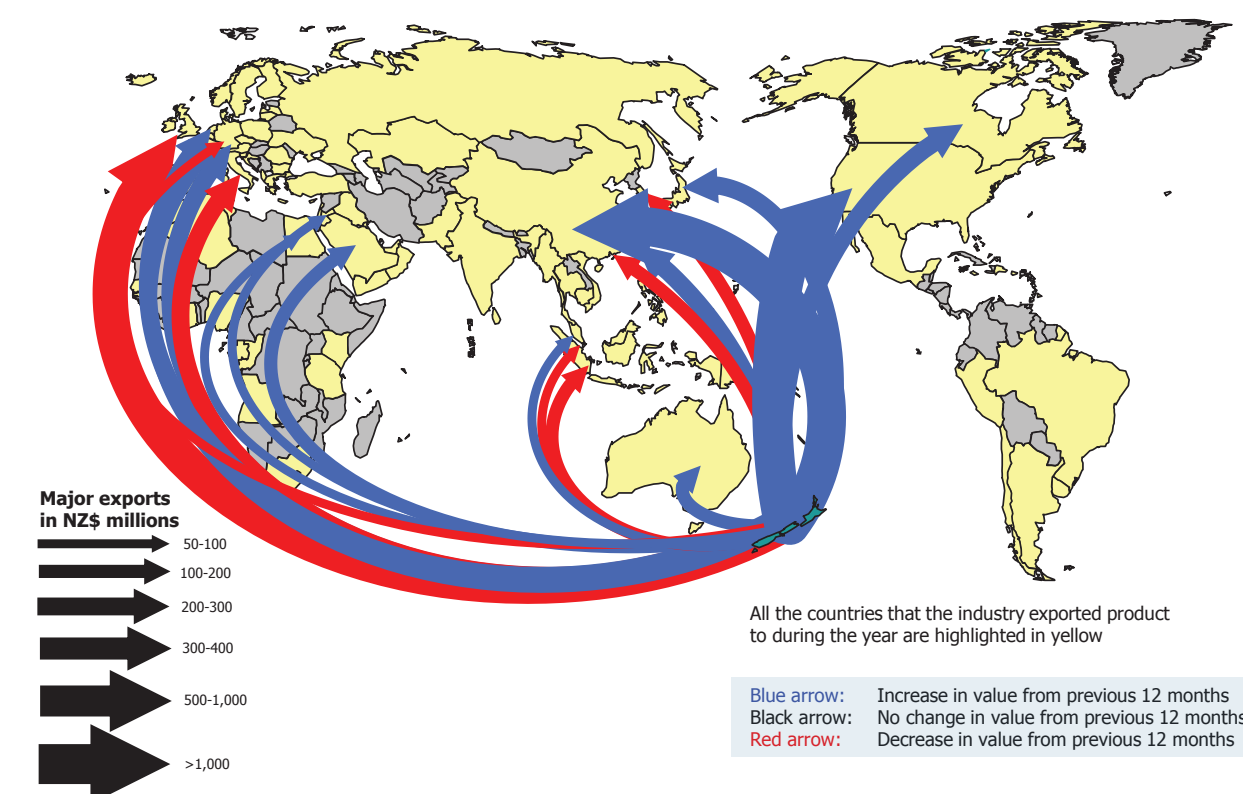 Major exports
in NZ$ millions
50-100
100-200
200-300
300-400
500-1,000
>1,000
All the countries that the industry exported product
to during the year are highlighted in yellow
Blue arrow: Increase in value from previous 12 months
Black arrow: No change in value from previous 12 months
Red arrow: Decrease in value from previous 12 months